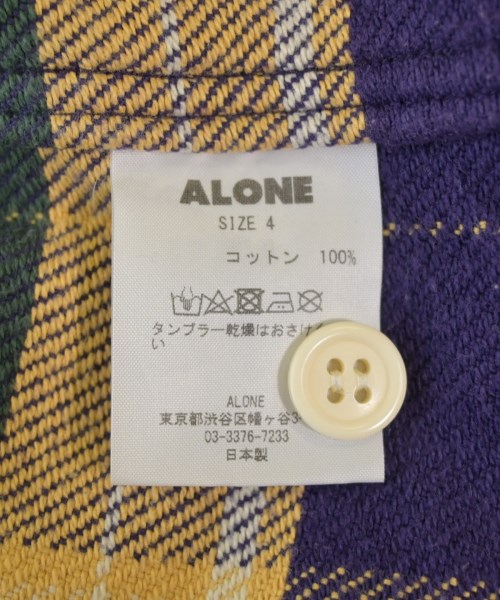 ALONE
SIZE 4
コットン 100%
タンブラー乾燥はおさけ
い
ALONE
東京都渋谷区幡ヶ谷3-
03-3376-7233
日本製